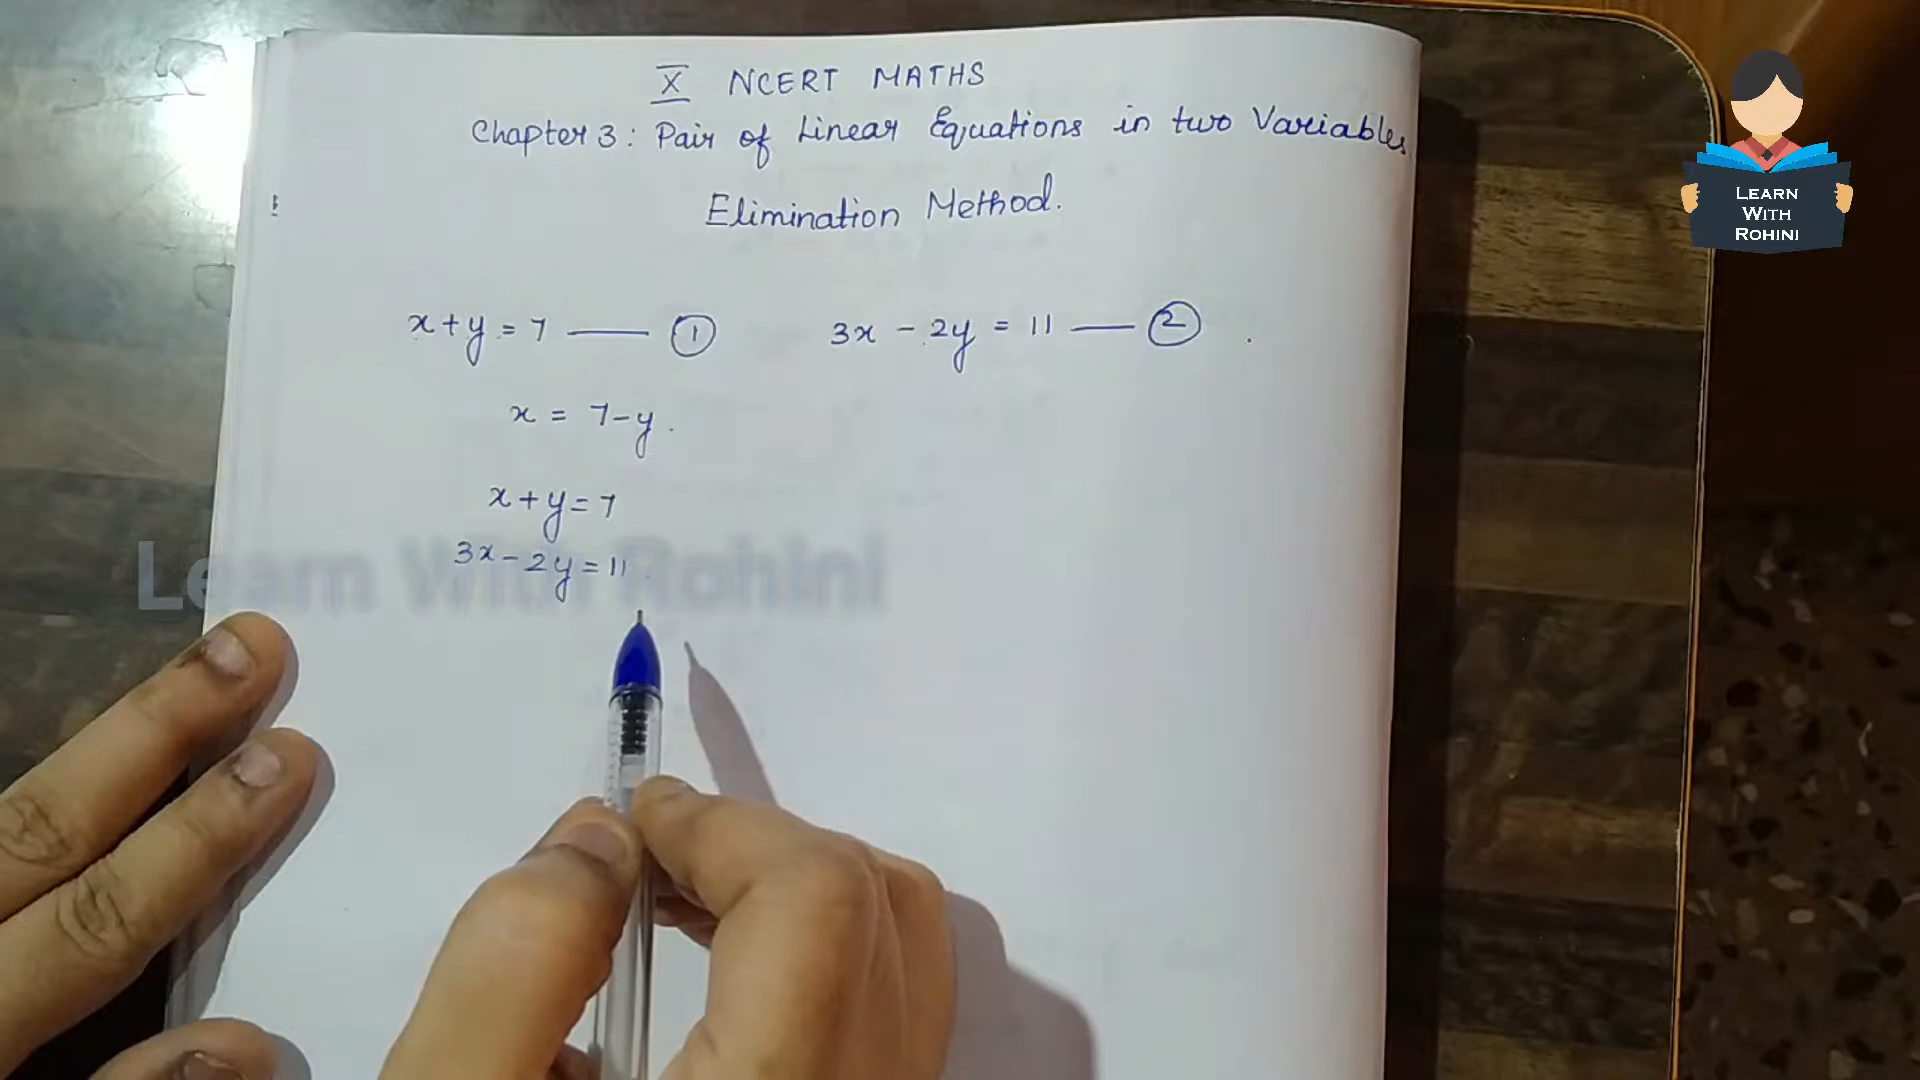 X NCERT MATHS
Chapter 3: Pair of Linear Equations in two Variables
Elimination Method.
x+y = 7 —— ① 3x - 2y = 11 —— ②
x = 7-y.
x+y=7
3x-2y=11
Learn With Rohini
LEARN
WITH
ROHINI